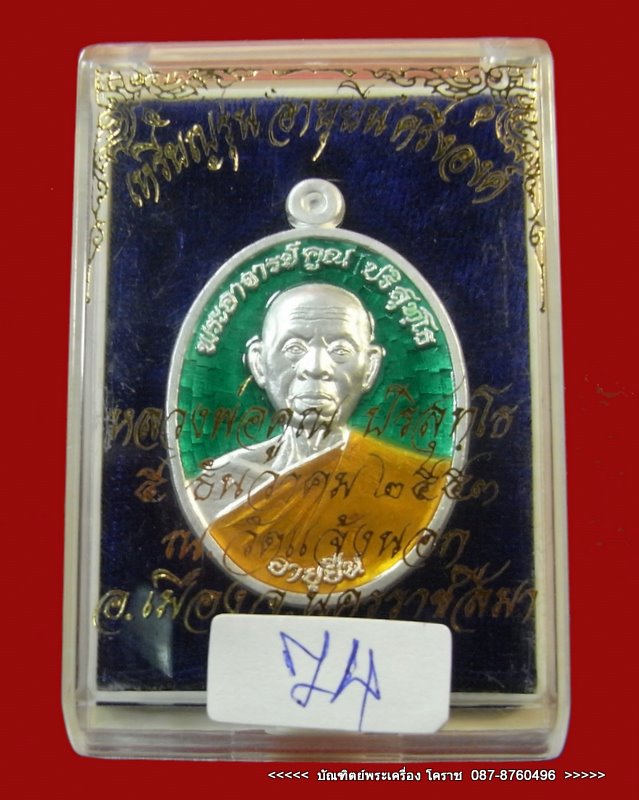 เหรียญรุ่น อายุยืน ครึ่งองค์
พระอาจารย์คูณ ปริสุทฺโธ
หลวงพ่อคูณ ปริสุทฺโธ
๕ ธันวาคม ๒๕๕๓
ณ วัดแจ้งนอก
อายุยืน
อ.เมือง จ.นครราชสีมา
74
<<<<< บัณฑิตย์พระเครื่อง โคราช 087-8760496 >>>>>